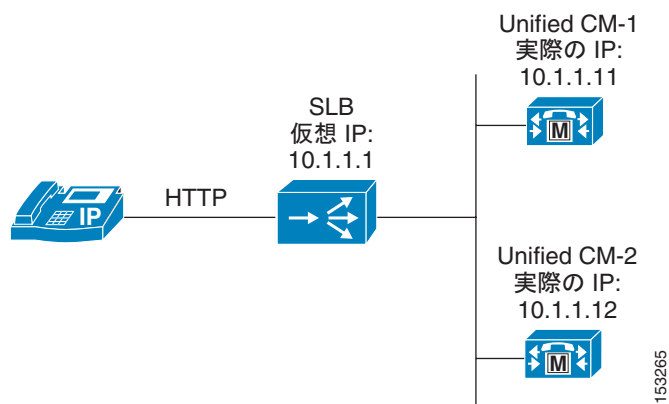 Unified CM-1
実際の IP:
10.1.1.11
M
SLB
仮想 IP:
10.1.1.1
HTTP
IP
Unified CM-2
実際の IP:
10.1.1.12
M
153265